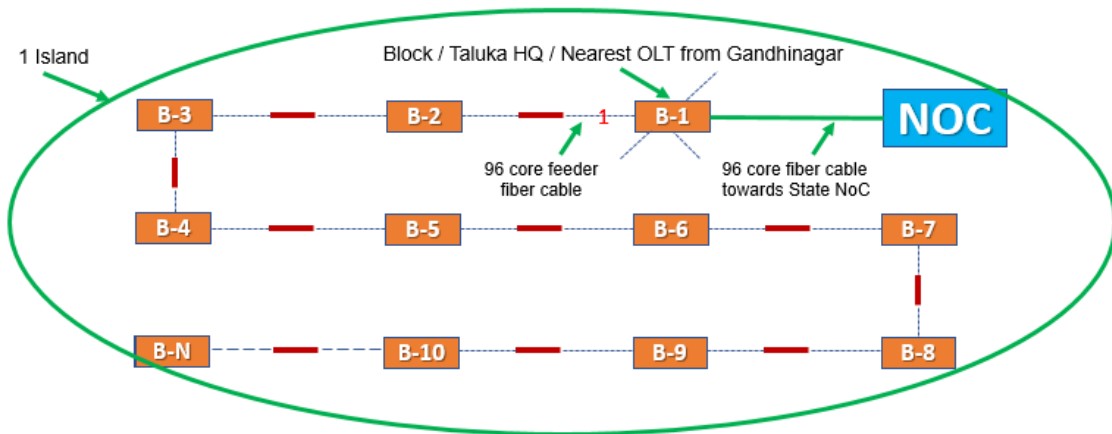 1 Island
Block / Taluka HQ / Nearest OLT from Gandhinagar
B-3
B-2
1
B-1
NOC
96 core feeder
fiber cable
96 core fiber cable
towards State NoC
B-4
B-5
B-6
B-7
B-N
B-10
B-9
B-8